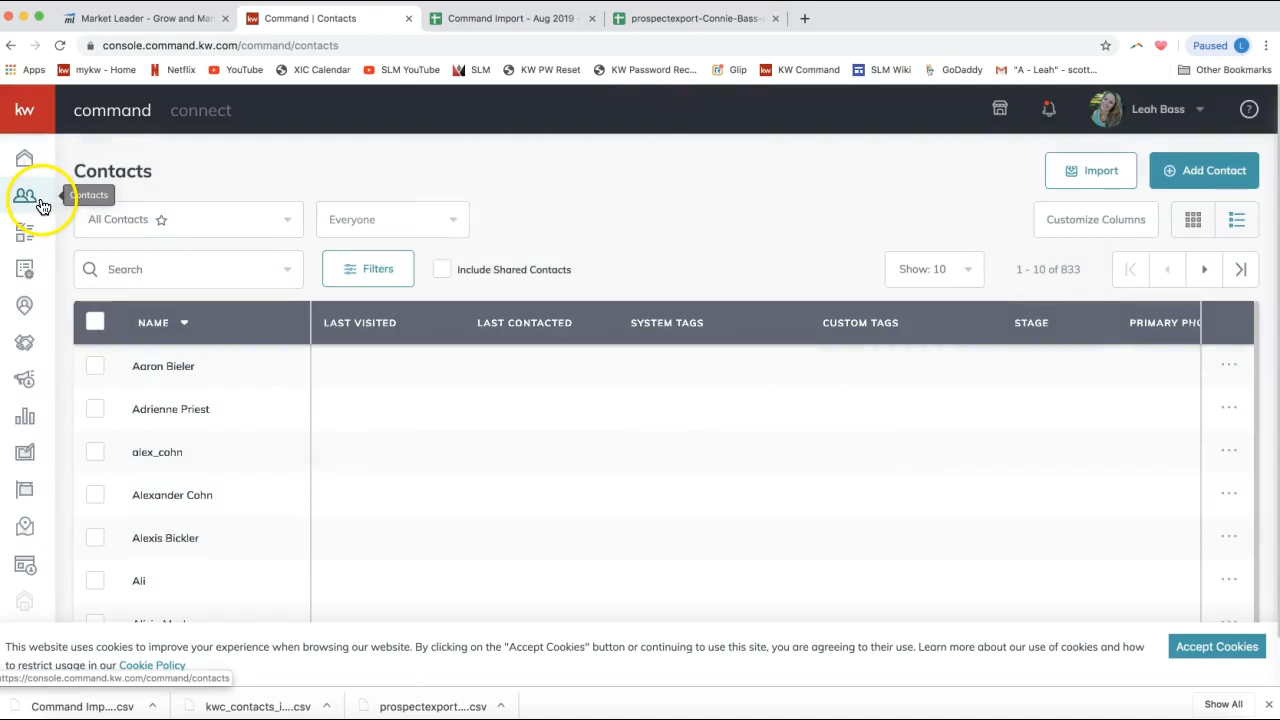 Market Leader - Grow and Ma
Command | Contacts
Command Import - Aug 2019 -
prospectexport-Connie-Bass-
console.command.kw.com/command/contacts
Paused
L
Apps
mykw - Home
Netflix
YouTube
XIC Calendar
SLM YouTube
SLM
KW PW Reset
KW Password Rec...
Glip
KW Command
SLM Wiki
GoDaddy
"A - Leah" - scott...
Other Bookmarks
kw
command
connect
Leah Bass
?
Contacts
Import
Add Contact
Contacts
All Contacts
Everyone
Customize Columns
Search
Filters
Include Shared Contacts
Show: 10
1 - 10 of 833
NAME
LAST VISITED
LAST CONTACTED
SYSTEM TAGS
CUSTOM TAGS
STAGE
PRIMARY PHO
Aaron Bieler
Adrienne Priest
alex_cohn
Alexander Cohn
Alexis Bickler
Ali
This website uses cookies to improve your experience when browsing our website. By clicking on the "Accept Cookies" button or continuing to use this site, you are agreeing to their use. Learn more about our use of cookies and how
to restrict usage in our Cookie Policy
Accept Cookies
https://console.command.kw.com/command/contacts
Command Imp....csv
kwc_contacts_i....csv
prospectexport....csv
Show All